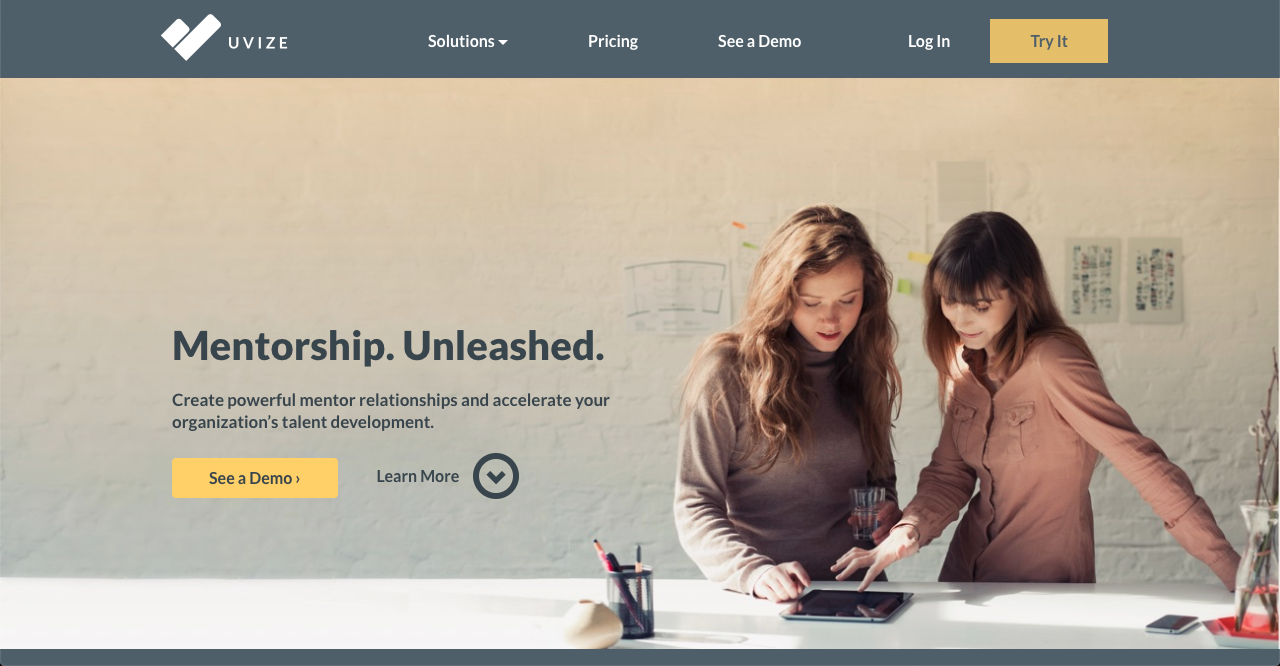 UVIZE
Solutions
Pricing
See a Demo
Log In
Try It
Mentorship. Unleashed.
Create powerful mentor relationships and accelerate your
organization’s talent development.
See a Demo ›
Learn More